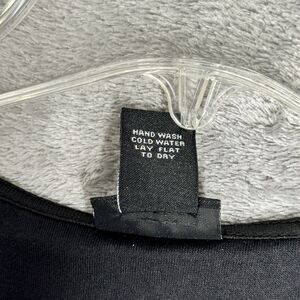 HAND WASH
COLD WATER
LAY FLAT
TO DRY